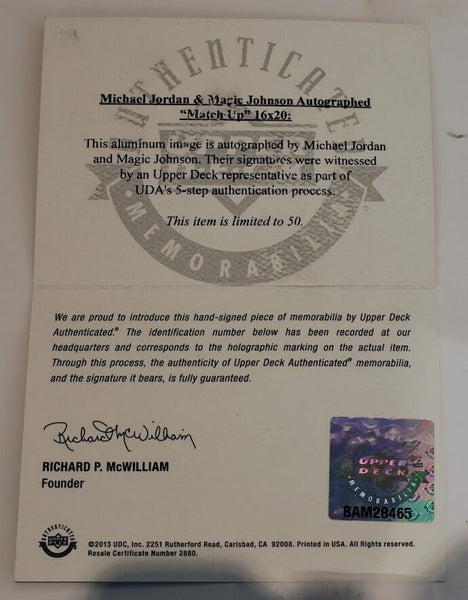 AUTHENTICATED
Michael Jordan & Magic Johnson Autographed
“Match Up” 16x20:
This aluminum image is autographed by Michael Jordan
and Magic Johnson. Their signatures were witnessed
by an Upper Deck representative as part of
UDA's 5-step authentication process.
This item is limited to 50.
MEMORABILIA
We are proud to introduce this hand-signed piece of memorabilia by Upper Deck
Authenticated.® The identification number below has been recorded at our
headquarters and corresponds to the holographic marking on the actual item.
Through this process, the authenticity of Upper Deck Authenticated® memorabilia,
and the signature it bears, is fully guaranteed.
Richard McWilliam
RICHARD P. McWILLIAM
Founder
UPPER
DECK
MEMORABILIA
BAM28465
AUTHENTICATED
MEMORABILIA
©2013 UDC, Inc. 2251 Rutherford Road, Carlsbad, CA 92008. Printed in USA. All Rights reserved.
Resale Certificate Number 2880.